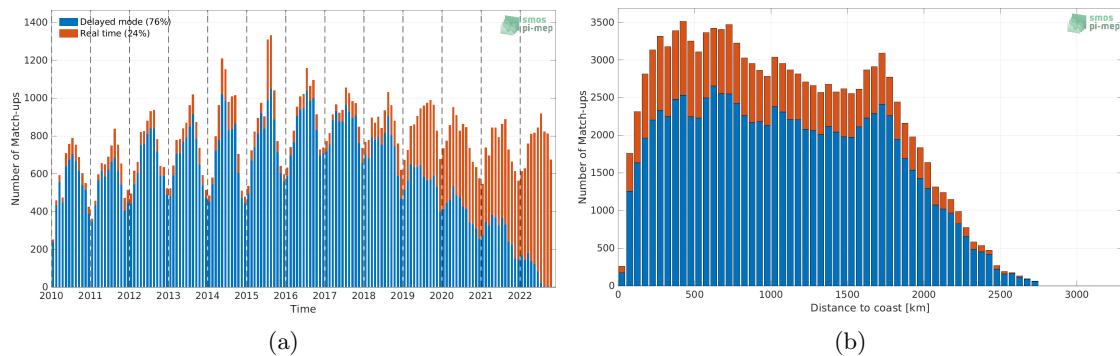 Delayed mode (76%)
Real time (24%)
smos
pi-mep
1400
1200
1000
800
600
400
200
0
Number of Match-ups
2010 2011 2012 2013 2014 2015 2016 2017 2018 2019 2020 2021 2022
Time
(a)
smos
pi-mep
3500
3000
2500
2000
1500
1000
500
0
Number of Match-ups
0 500 1000 1500 2000 2500 3000
Distance to coast [km]
(b)